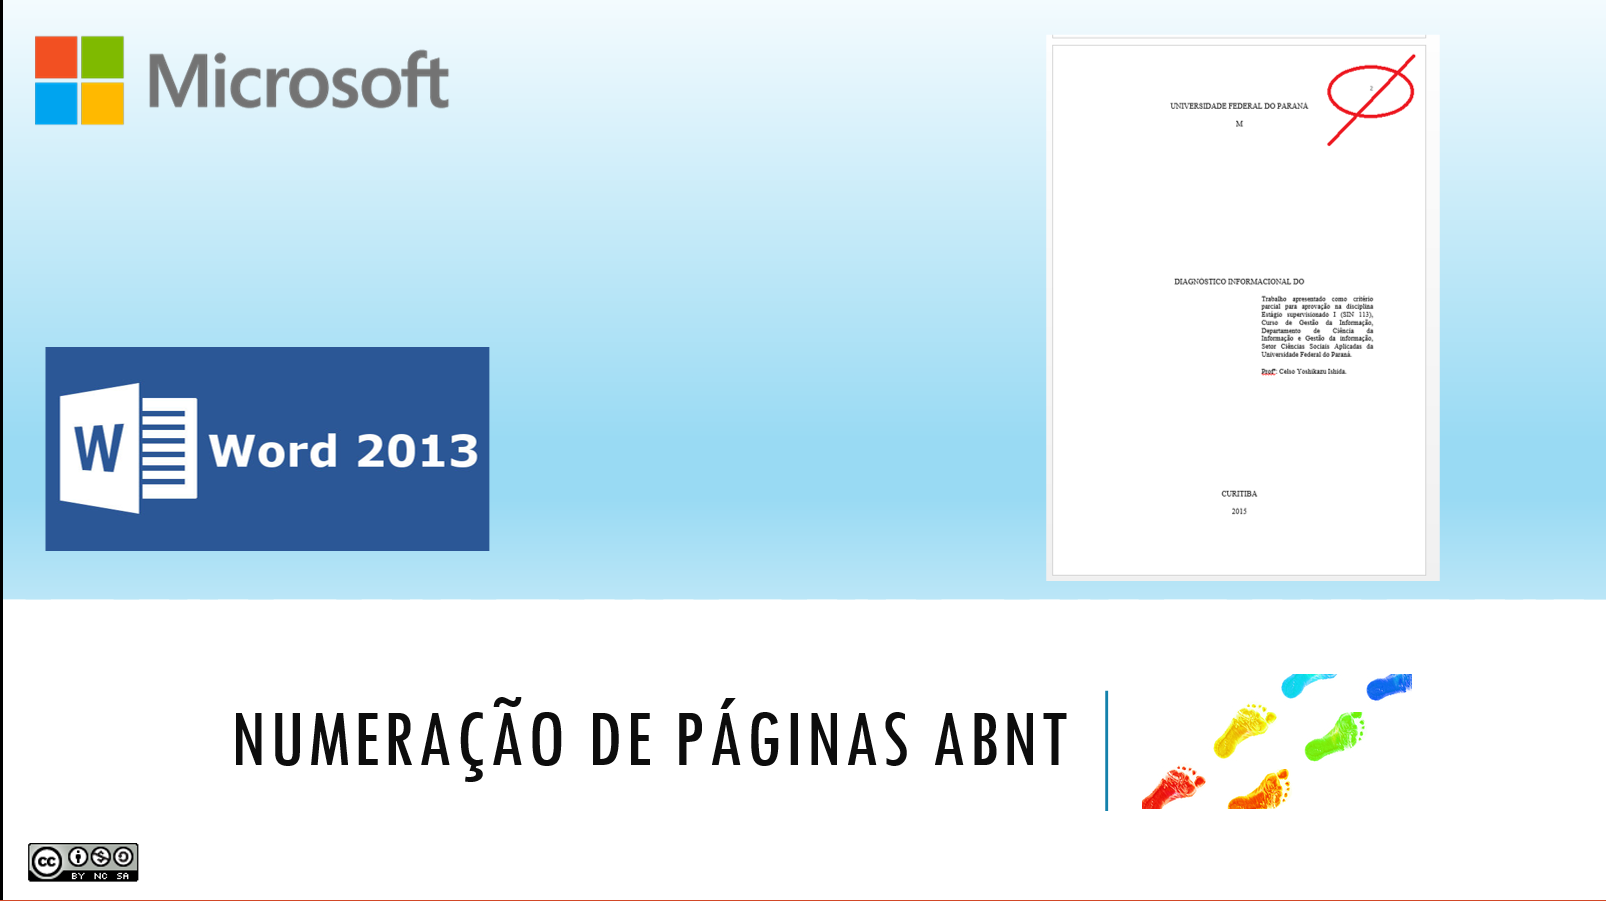 Microsoft
2
UNIVERSIDADE FEDERAL DO PARANÁ
M
DIAGNÓSTICO INFORMACIONAL DO
Trabalho apresentado como critério
parcial para aprovação na disciplina
Estágio supervisionado I (SIN 113),
Curso de Gestão da Informação,
Departamento de Ciência da
Informação e Gestão da informação,
Setor Ciências Sociais Aplicadas da
Universidade Federal do Paraná.
Profº. Celso Yoshikazu Ishida.
CURITIBA
2015
W
Word 2013
NUMERAÇÃO DE PÁGINAS ABNT
cc
BY NC SA